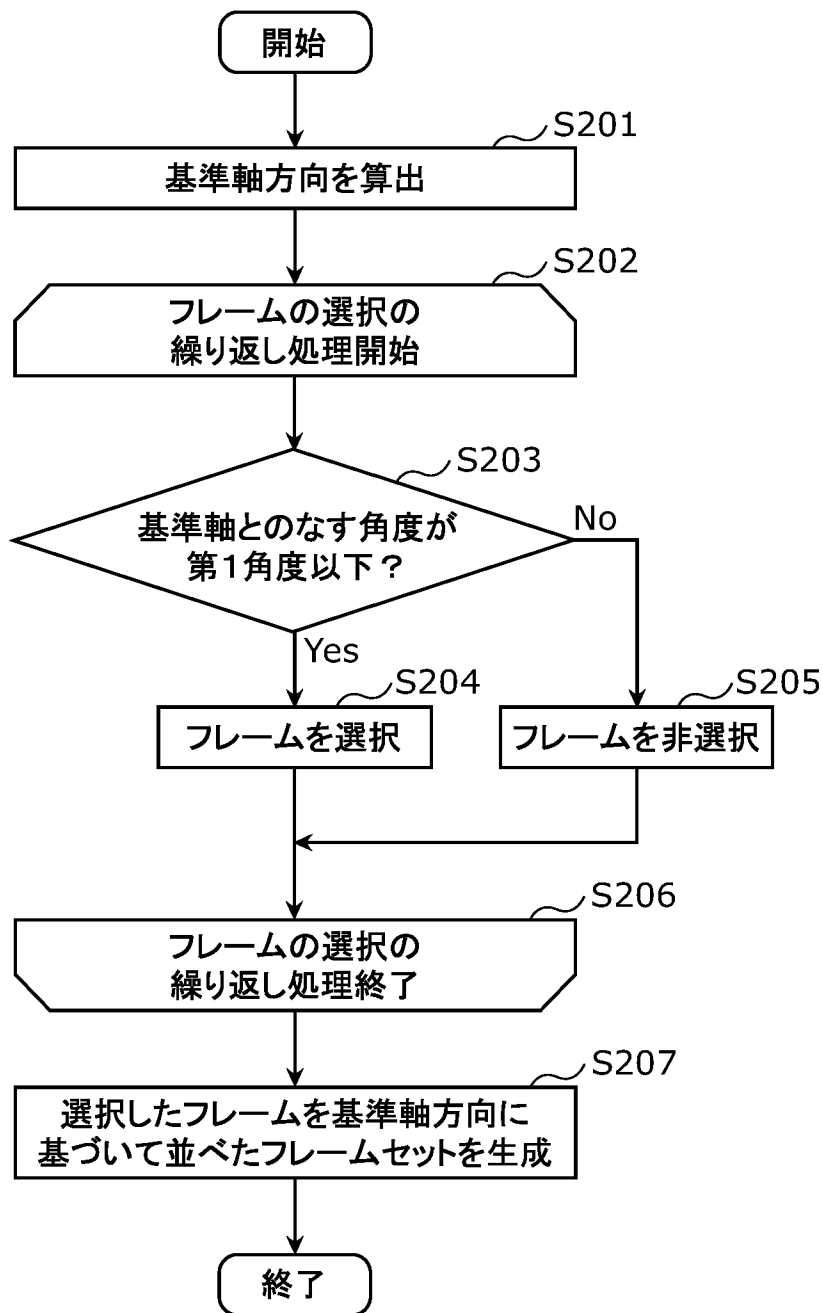 開始
S201
基準軸方向を算出
S202
フレームの選択の
繰り返し処理開始
S203
基準軸とのなす角度が
第1角度以下？
No
Yes
S204
フレームを選択
S205
フレームを非選択
S206
フレームの選択の
繰り返し処理終了
S207
選択したフレームを基準軸方向に
基づいて並べたフレームセットを生成
終了